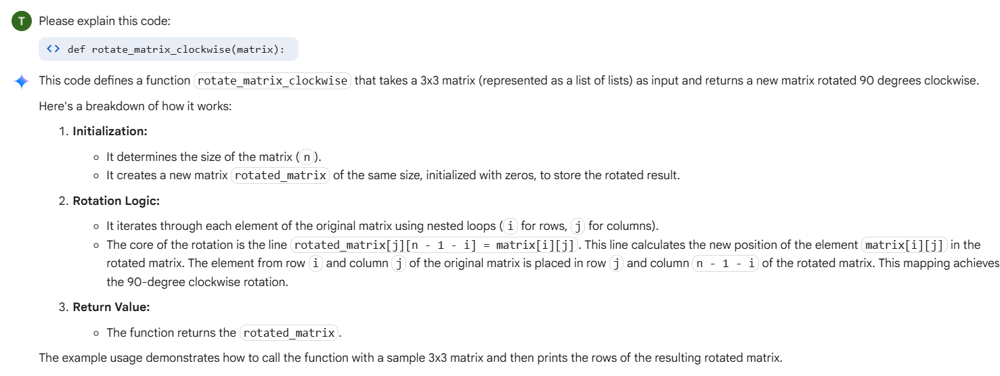 T Please explain this code:
<> def rotate_matrix_clockwise(matrix):
This code defines a function rotate_matrix_clockwise that takes a 3x3 matrix (represented as a list of lists) as input and returns a new matrix rotated 90 degrees clockwise.
Here's a breakdown of how it works:
1. Initialization:
○ It determines the size of the matrix (n).
○ It creates a new matrix rotated_matrix of the same size, initialized with zeros, to store the rotated result.
2. Rotation Logic:
○ It iterates through each element of the original matrix using nested loops (i for rows, j for columns).
○ The core of the rotation is the line rotated_matrix[j][n - 1 - i] = matrix[i][j]. This line calculates the new position of the element matrix[i][j] in the
rotated matrix. The element from row i and column j of the original matrix is placed in row j and column n - 1 - i of the rotated matrix. This mapping achieves
the 90-degree clockwise rotation.
3. Return Value:
○ The function returns the rotated_matrix.
The example usage demonstrates how to call the function with a sample 3x3 matrix and then prints the rows of the resulting rotated matrix.